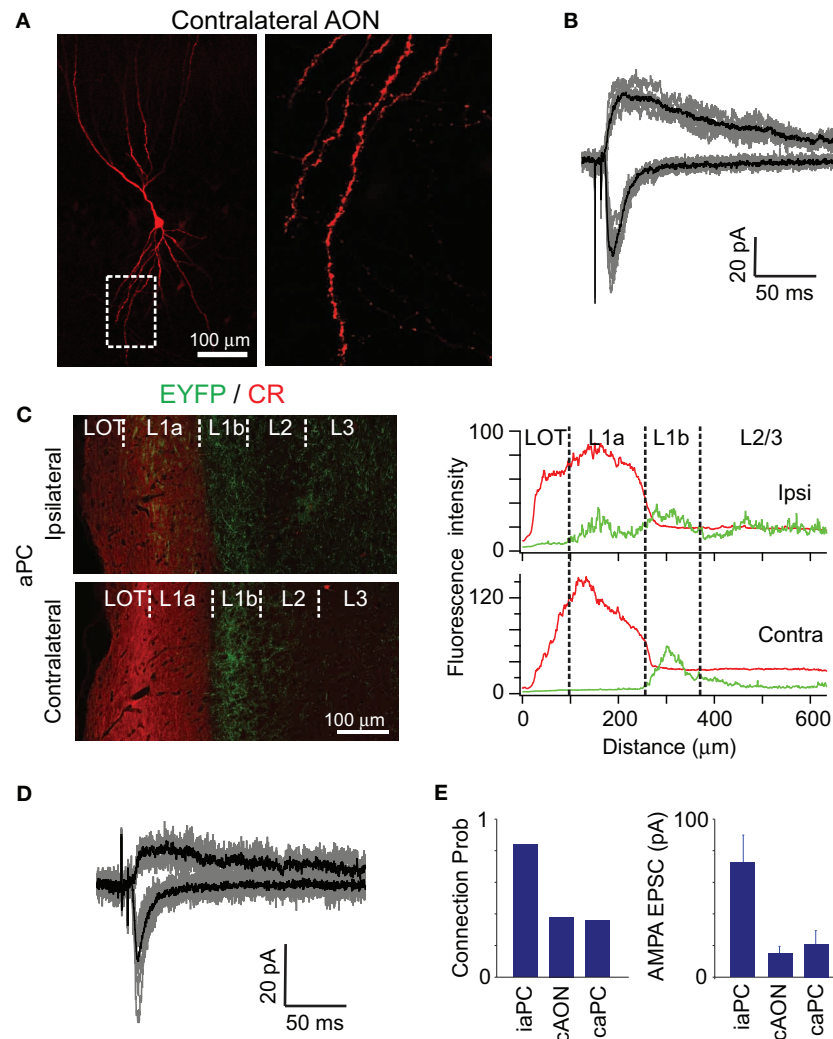 A
Contralateral AON
100 µm
B
20 pA
50 ms
EYFP / CR
C
aPC
Ipsilateral
LOT L1a L1b L2 L3
Contralateral
LOT L1a L1b L2 L3
100 µm
Fluorescence intensity
100
0
LOT L1a L1b L2/3
Ipsi
120
0
Contra
0 200 400 600
Distance (µm)
D
20 pA
50 ms
E
Connection Prob
1
0
iaPC
cAON
caPC
AMPA EPSC (pA)
100
0
iaPC
cAON
caPC